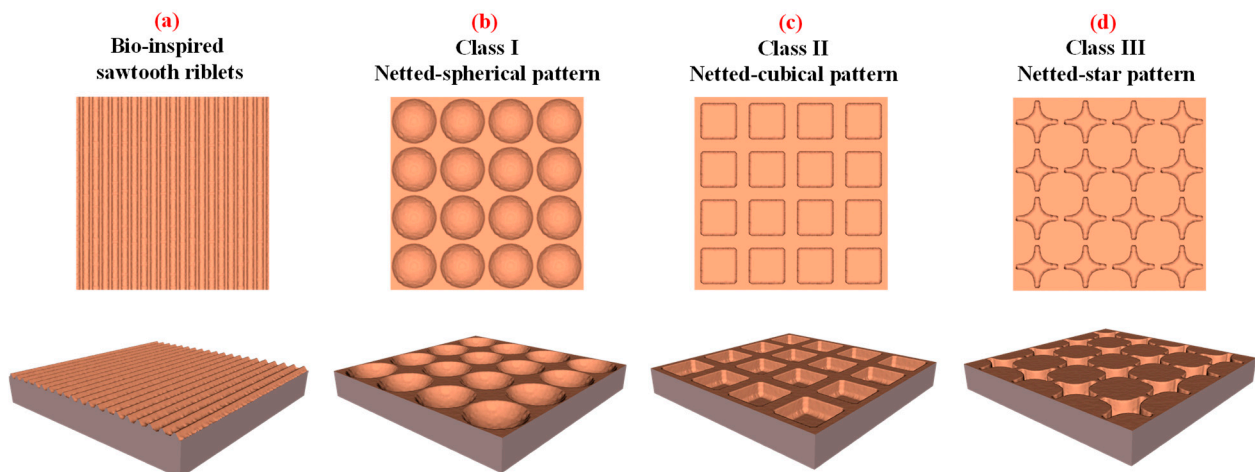 (a)
Bio-inspired
sawtooth riblets
(b)
Class I
Netted-spherical pattern
(c)
Class II
Netted-cubical pattern
(d)
Class III
Netted-star pattern